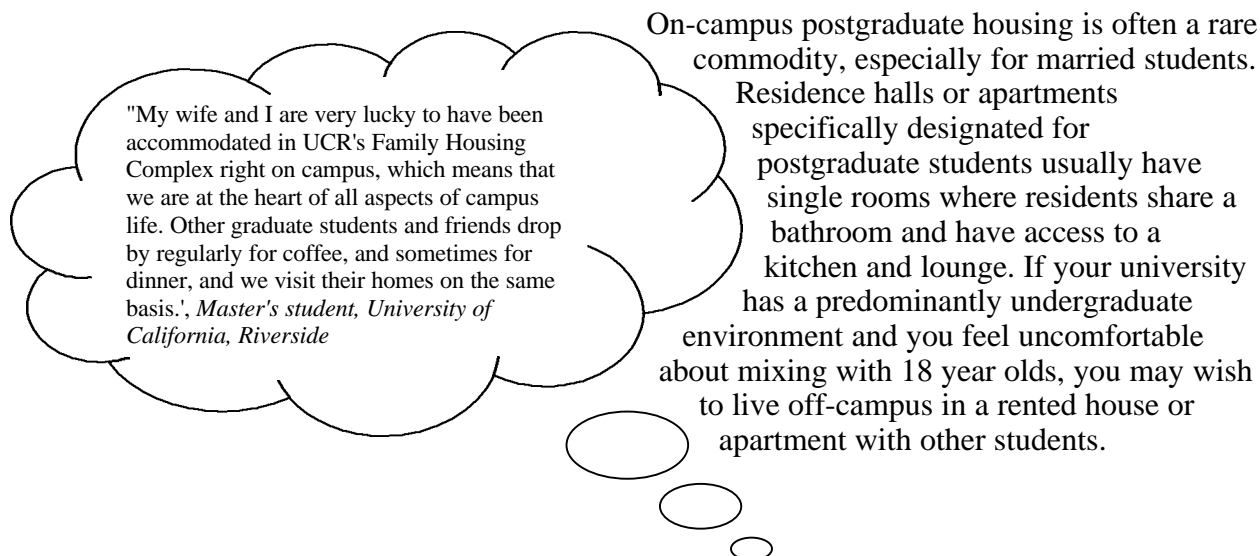 "My wife and I are very lucky to have been
accommodated in UCR's Family Housing
Complex right on campus, which means that
we are at the heart of all aspects of campus
life. Other graduate students and friends drop
by regularly for coffee, and sometimes for
dinner, and we visit their homes on the same
basis.', Master's student, University of
California, Riverside
On-campus postgraduate housing is often a rare
commodity, especially for married students.
Residence halls or apartments
specifically designated for
postgraduate students usually have
single rooms where residents share a
bathroom and have access to a
kitchen and lounge. If your university
has a predominantly undergraduate
environment and you feel uncomfortable
about mixing with 18 year olds, you may wish
to live off-campus in a rented house or
apartment with other students.